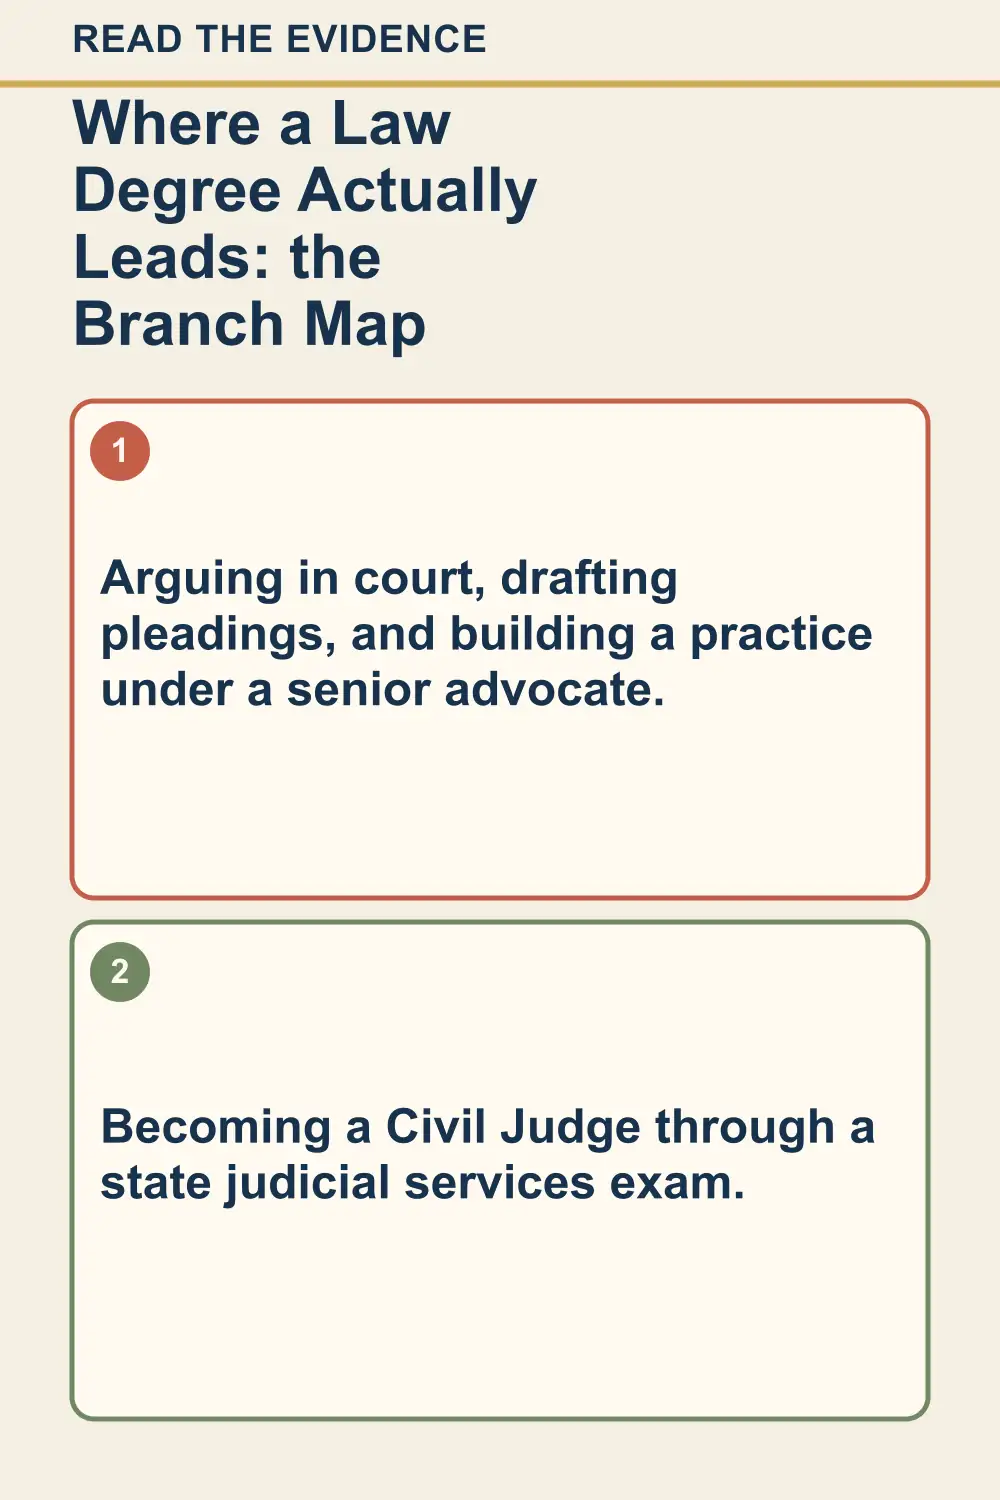 READ THE EVIDENCE
Where a Law
Degree Actually
Leads: the
Branch Map
1
Arguing in court, drafting
pleadings, and building a practice
under a senior advocate.
2
Becoming a Civil Judge through a
state judicial services exam.